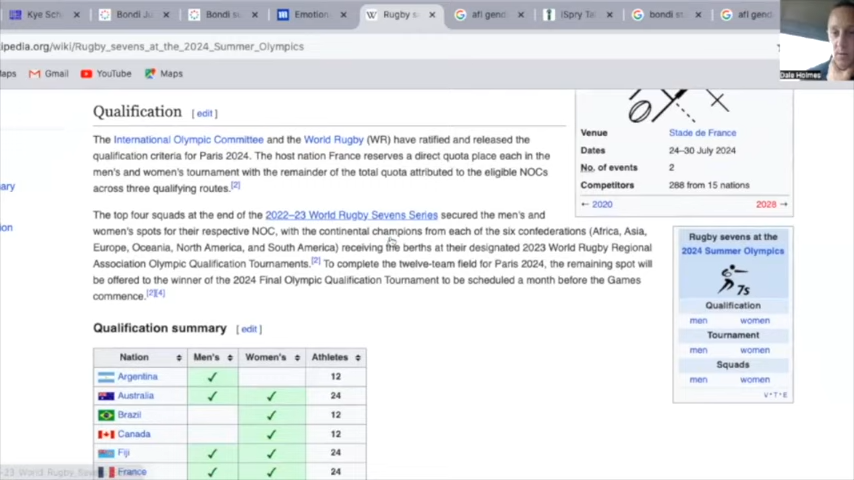 Kye Sch
Bondi Ju
Bondi su
Emotion
Rugby s
afl gend
iSpry Ta
bondi st
afl gend
ipedia.org/wiki/Rugby_sevens_at_the_2024_Summer_Olympics
aps Gmail YouTube Maps
Dale Holmes
Qualification [ edit ]
The International Olympic Committee and the World Rugby (WR) have ratified and released the
qualification criteria for Paris 2024. The host nation France reserves a direct quota place each in the
men's and women's tournament with the remainder of the total quota attributed to the eligible NOCs
across three qualifying routes.[2]
The top four squads at the end of the 2022–23 World Rugby Sevens Series secured the men's and
women's spots for their respective NOC, with the continental champions from each of the six confederations (Africa, Asia,
Europe, Oceania, North America, and South America) receiving the berths at their designated 2023 World Rugby Regional
Association Olympic Qualification Tournaments.[2] To complete the twelve-team field for Paris 2024, the remaining spot will
be offered to the winner of the 2024 Final Olympic Qualification Tournament to be scheduled a month before the Games
commence.[2][4]
Qualification summary [ edit ]
Nation Men's Women's Athletes
Argentina ✓ 12
Australia ✓ ✓ 24
Brazil ✓ 12
Canada ✓ 12
Fiji ✓ ✓ 24
France ✓ ✓ 24
Venue Stade de France
Dates 24–30 July 2024
No. of events 2
Competitors 288 from 15 nations
← 2020 2028 →
Rugby sevens at the
2024 Summer Olympics
7s
Qualification
men women
Tournament
men women
Squads
men women
V·T·E
ary
ion